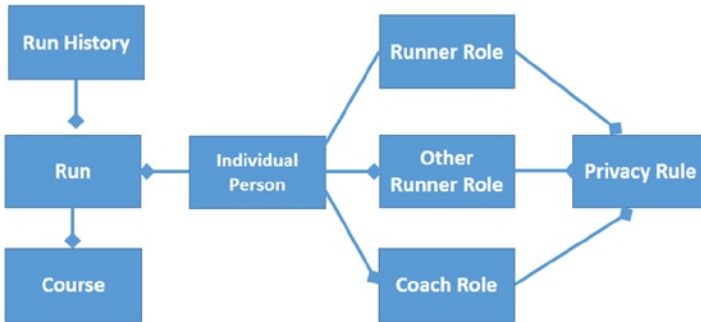 Run History
Runner Role
Run
Individual
Person
Other
Runner Role
Privacy Rule
Course
Coach Role